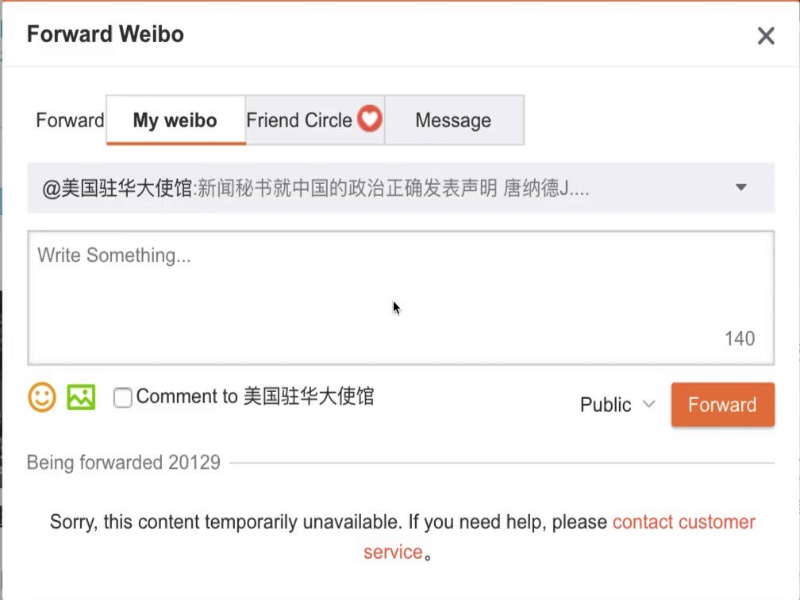 Forward Weibo
Forward My weibo Friend Circle Message
@美国驻华大使馆:新闻秘书就中国的政治正确发表声明 唐纳德J....
Write Something...
140
Comment to 美国驻华大使馆 Public Forward
Being forwarded 20129
Sorry, this content temporarily unavailable. If you need help, please contact customer
service。